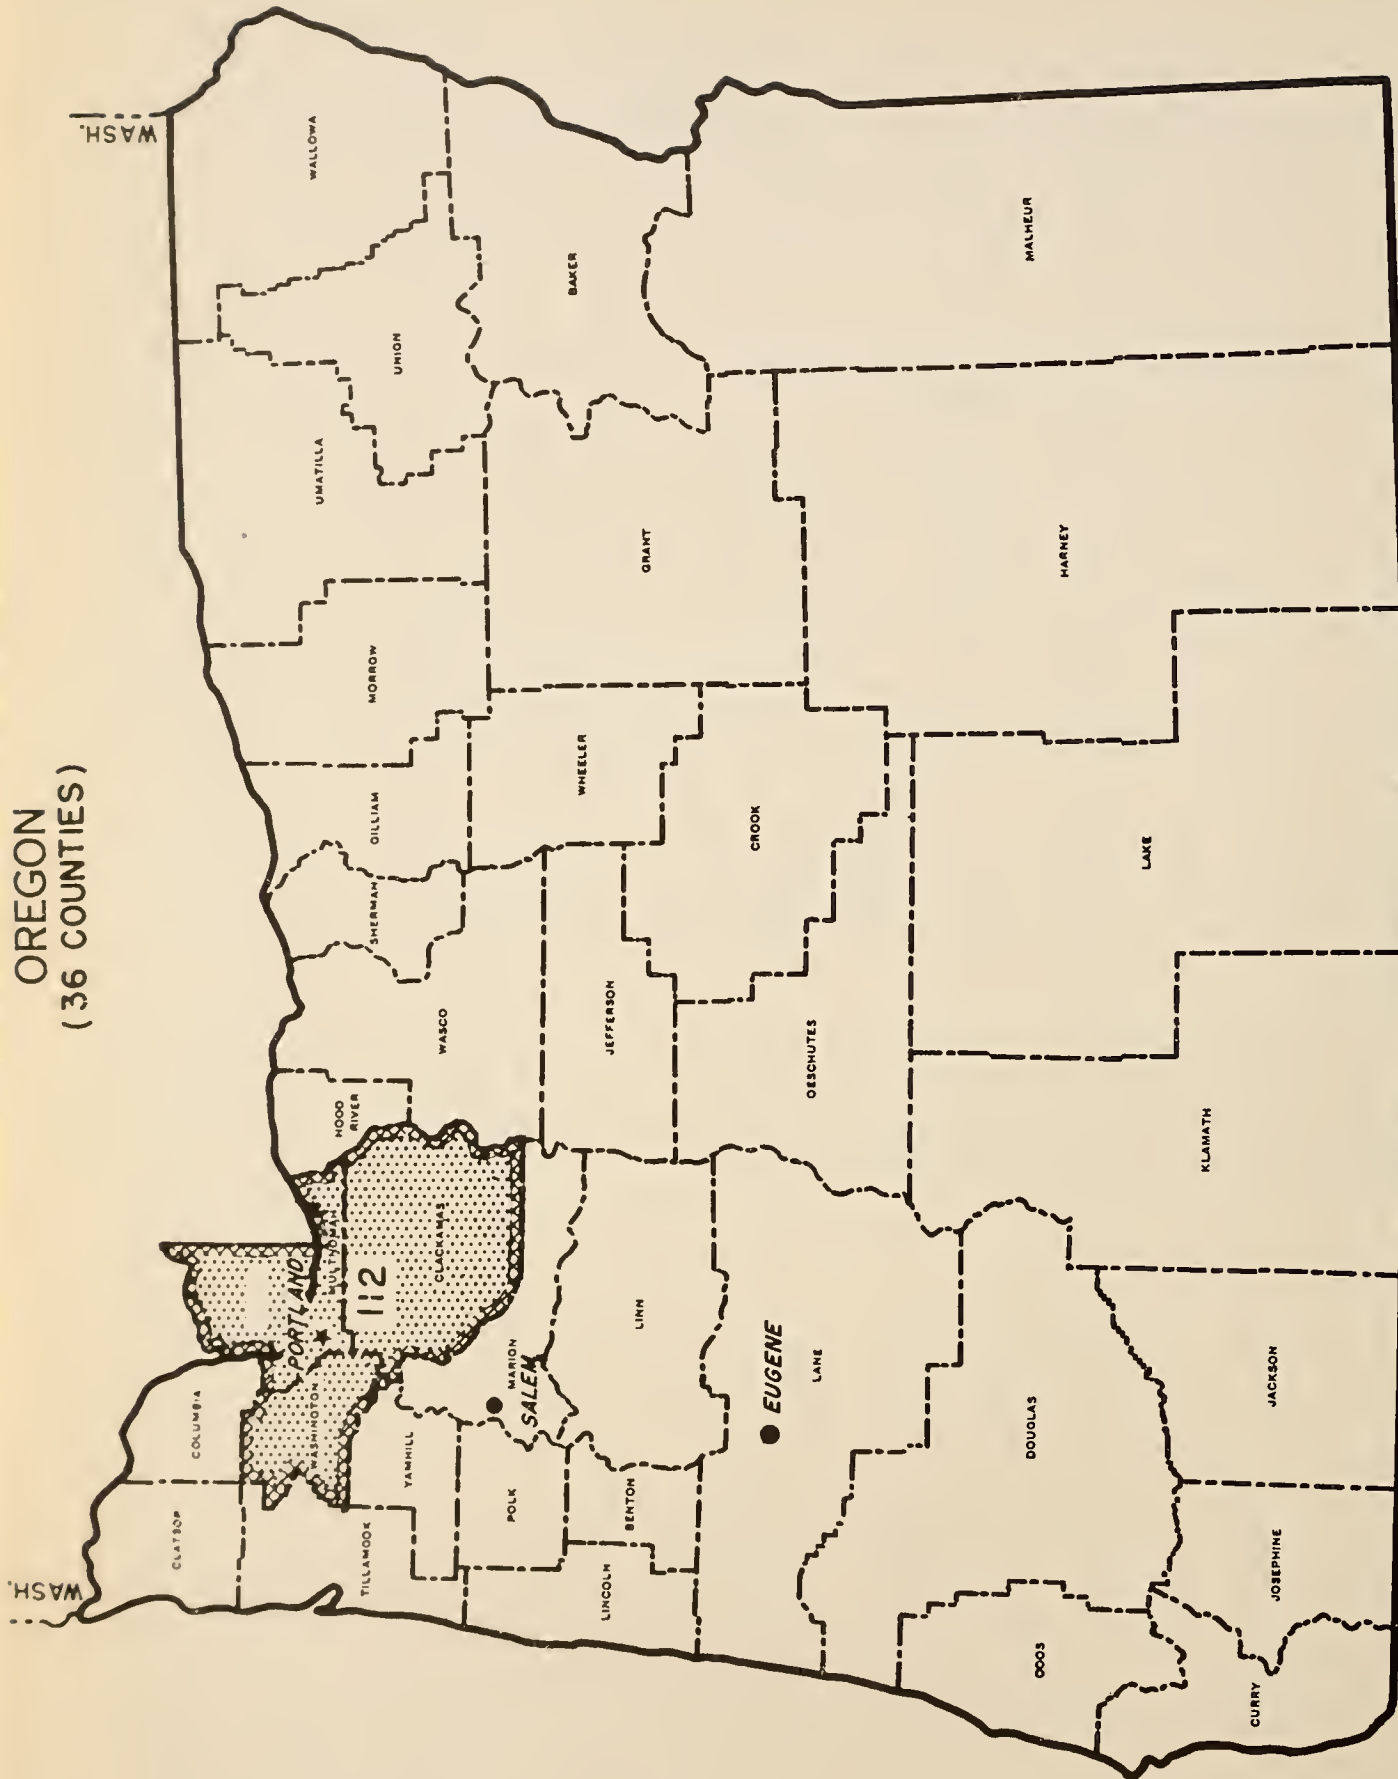 OREGON
(36 COUNTIES)
WASH.
WASH.
CLATSOP
COLUMBIA
TILLAMOOK
WASHINGTON
PORTLAND
MULTNOMAH
HOOD
RIVER
WASCO
SHERMAN
GILLIAM
MORROW
UMATILLA
UNION
WALLOWA
YAMHILL
112
CLACKAMAS
POLK
MARION
SALEM
LINCOLN
BENTON
LINN
JEFFERSON
WHEELER
GRANT
BAKER
EUGENE
LANE
DESCHUTES
CROOK
COOS
DOUGLAS
HARNEY
MALHEUR
LAKE
KLAMATH
CURRY
JOSEPHINE
JACKSON